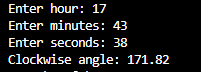 Enter hour: 17
Enter minutes: 43
Enter seconds: 38
Clockwise angle: 171.82